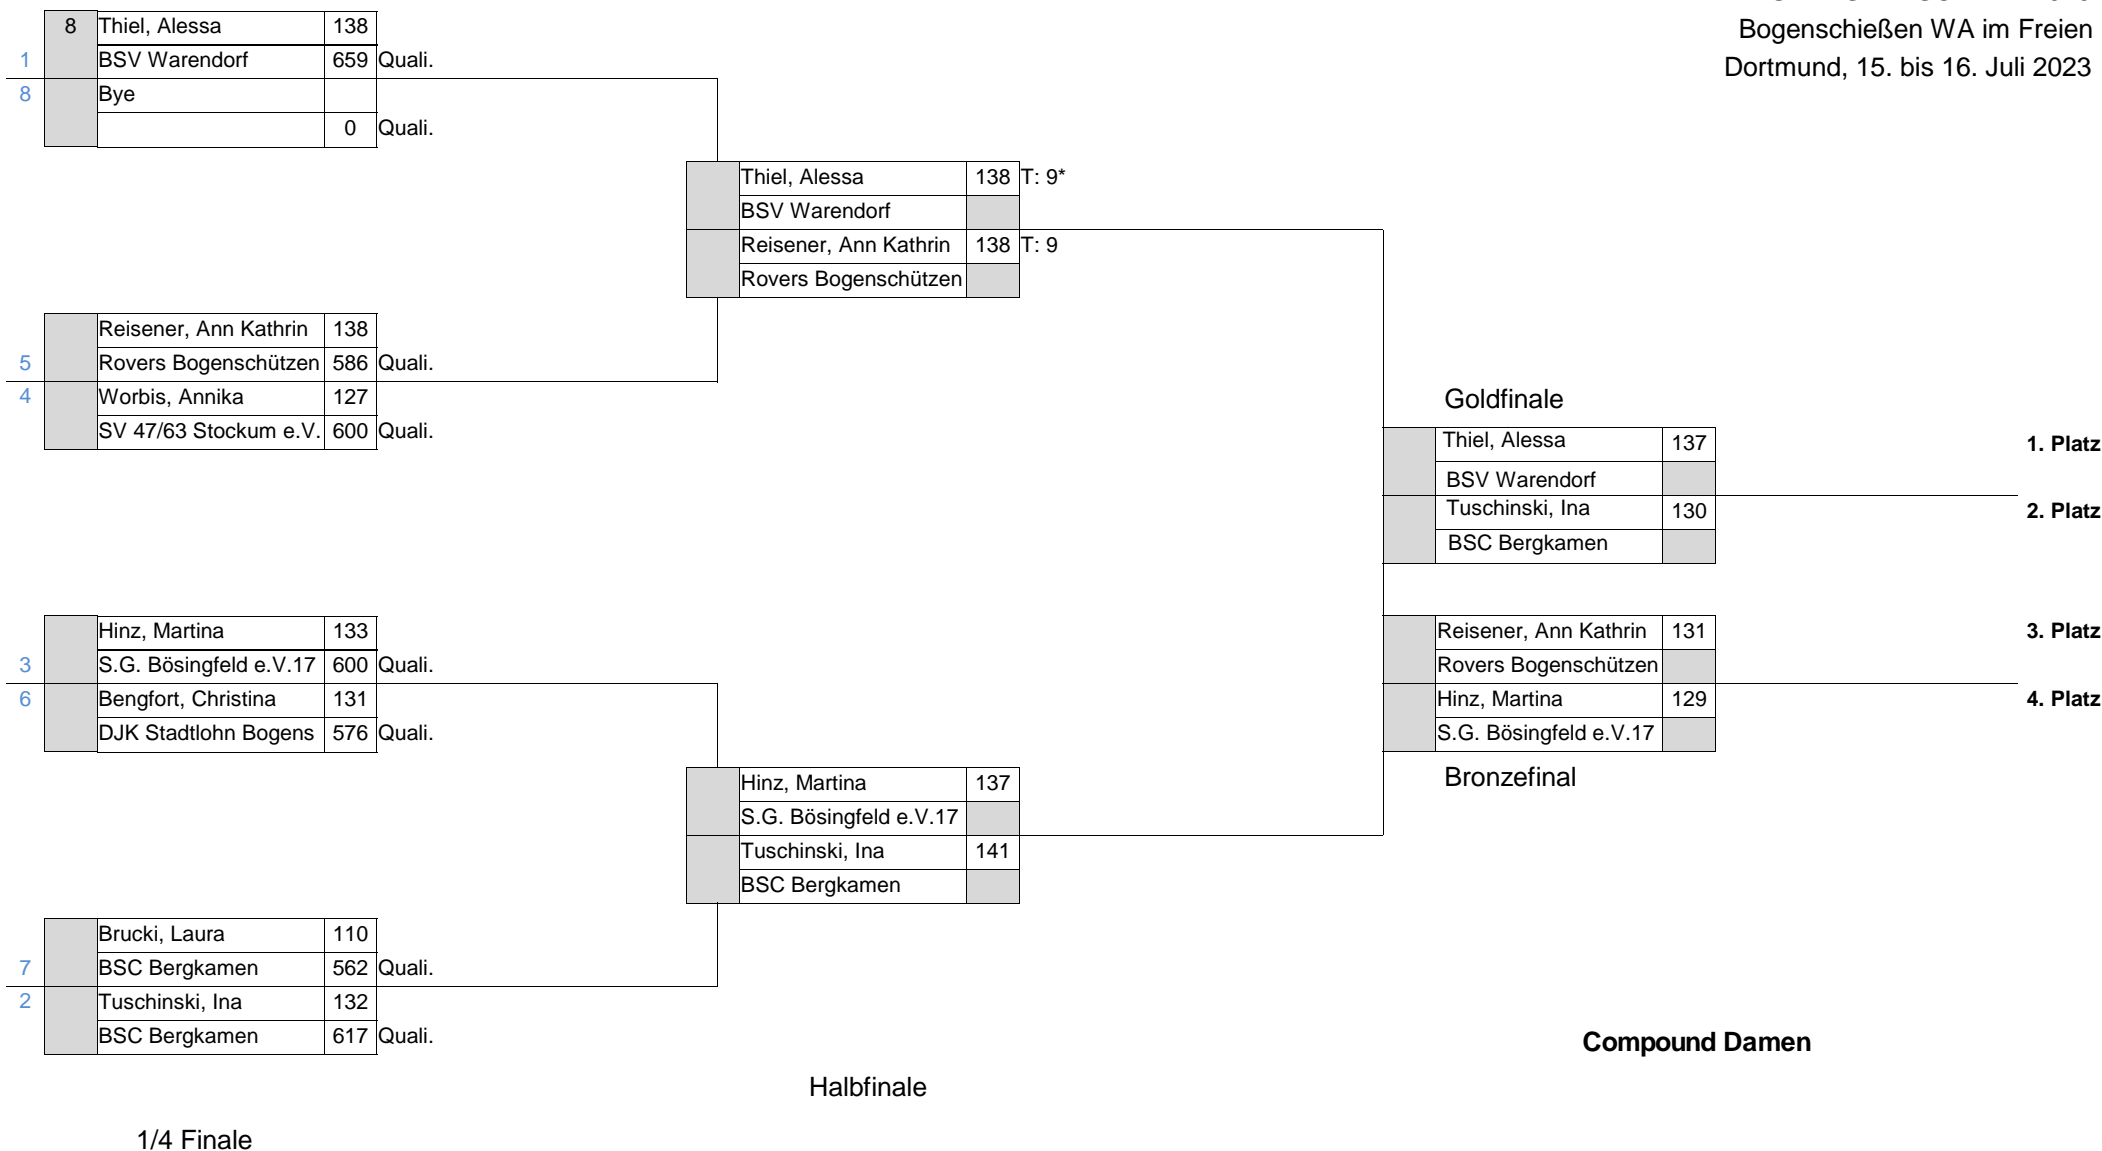 Bogenschießen WA im Freien
Dortmund, 15. bis 16. Juli 2023
8 Thiel, Alessa 138
1 BSV Warendorf 659 Quali.
8 Bye
0 Quali.
Thiel, Alessa 138 T: 9*
BSV Warendorf
Reisener, Ann Kathrin 138 T: 9
Rovers Bogenschützen
Reisener, Ann Kathrin 138
5 Rovers Bogenschützen 586 Quali.
4 Worbis, Annika 127
SV 47/63 Stockum e.V. 600 Quali.
Goldfinale
Thiel, Alessa 137 1. Platz
BSV Warendorf
Tuschinski, Ina 130 2. Platz
BSC Bergkamen
Hinz, Martina 133
3 S.G. Bösingfeld e.V.17 600 Quali.
6 Bengfort, Christina 131
DJK Stadtlohn Bogens 576 Quali.
Reisener, Ann Kathrin 131 3. Platz
Rovers Bogenschützen
Hinz, Martina 129 4. Platz
S.G. Bösingfeld e.V.17
Bronzefinal
Hinz, Martina 137
S.G. Bösingfeld e.V.17
Tuschinski, Ina 141
BSC Bergkamen
Brucki, Laura 110
7 BSC Bergkamen 562 Quali.
2 Tuschinski, Ina 132
BSC Bergkamen 617 Quali.
Compound Damen
Halbfinale
1/4 Finale